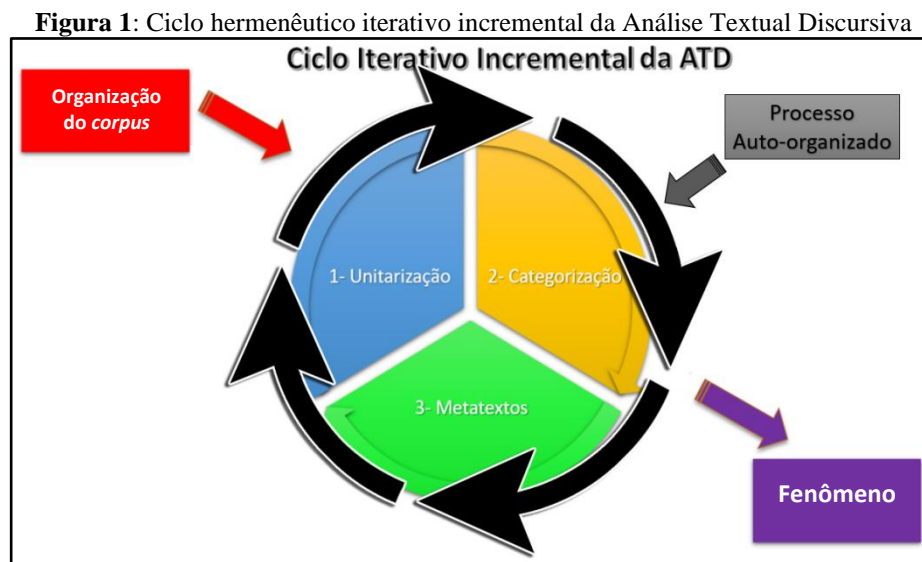 Figura 1: Ciclo hermenêutico iterativo incremental da Análise Textual Discursiva
Ciclo Iterativo Incremental da ATD
Organização
do corpus
Processo
Auto-organizado
1- Unitarização
2- Categorização
3- Metatextos
Fenômeno